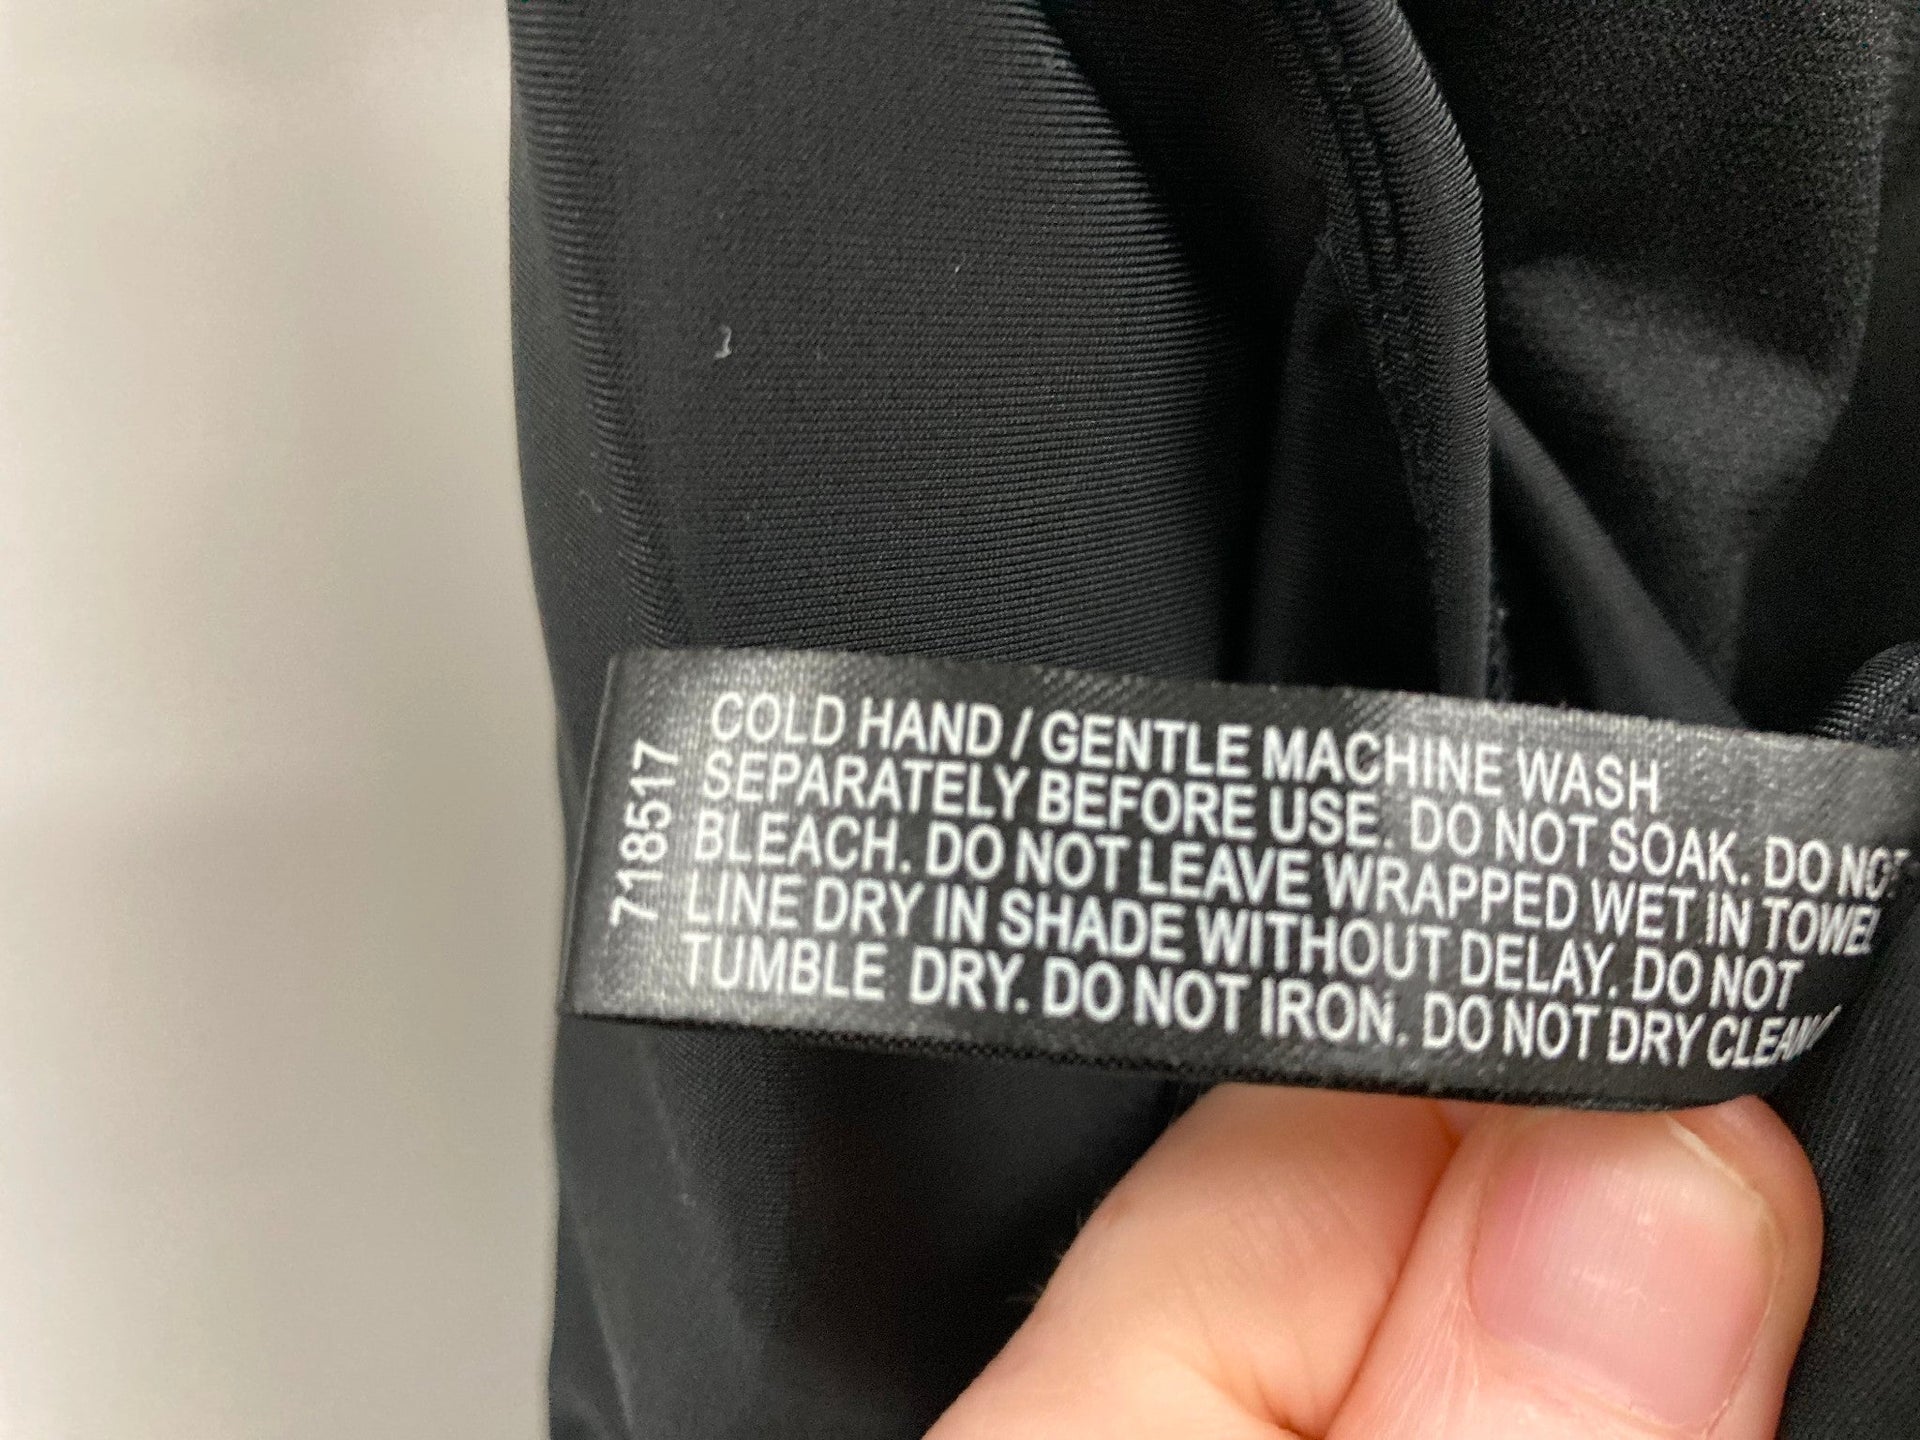 718517
COLD HAND / GENTLE MACHINE WASH
SEPARATELY BEFORE USE. DO NOT SOAK. DO NOT
BLEACH. DO NOT LEAVE WRAPPED WET IN TOWEL
LINE DRY IN SHADE WITHOUT DELAY. DO NOT
TUMBLE DRY. DO NOT IRON. DO NOT DRY CLEAN